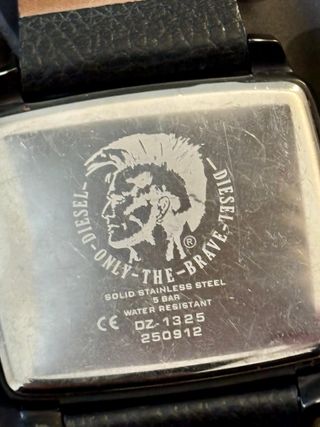 DIESEL-ONLY-THE-BRAVE-DIESEL
®
SOLID STAINLESS STEEL
5 BAR
WATER RESISTANT
CE DZ-1325
250912